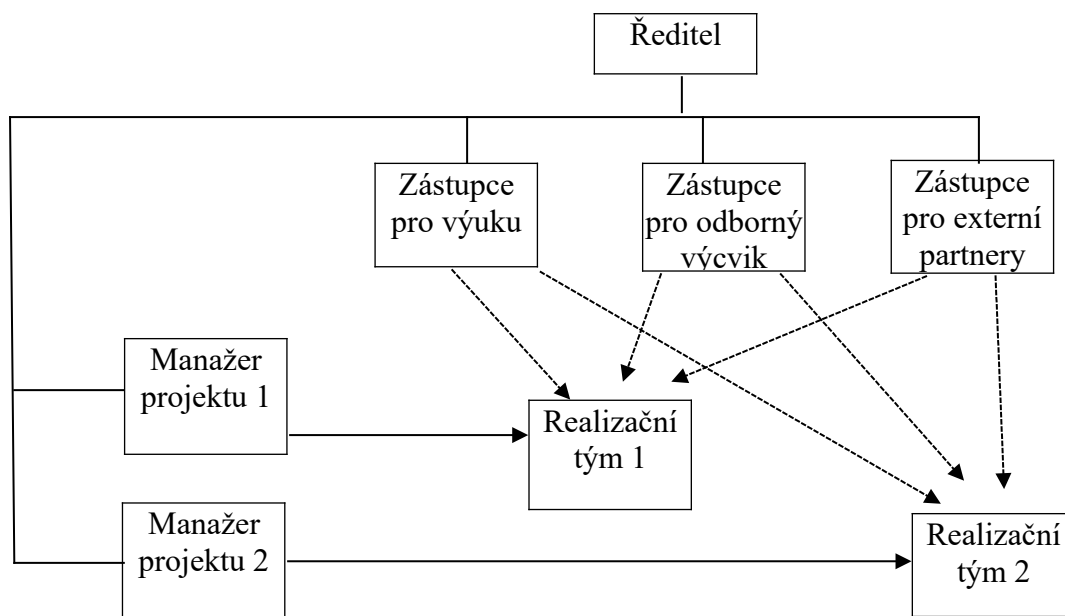 Ředitel
Zástupce
pro výuku
Zástupce
pro odborný
výcvik
Zástupce
pro externí
partnery
Manažer
projektu 1
Realizační
tým 1
Manažer
projektu 2
Realizační
tým 2